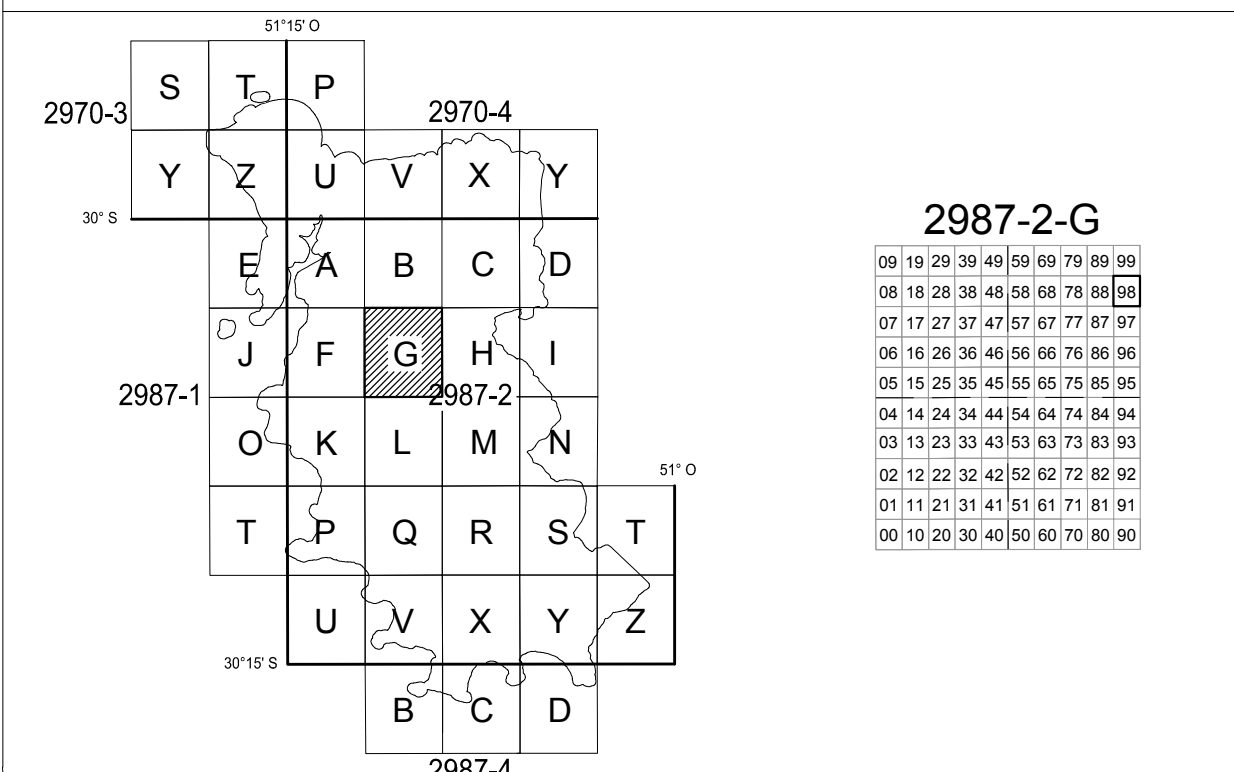 51°15' O
S T P
2970-3 2970-4
Y Z U V X Y
30° S
E A B C D
J F G H I
2987-1 2987-2
O K L M N
51° O
T P Q R S T
U V X Y Z
30°15' S
B C D
2987-4
2987-2-G
09 19 29 39 49 59 69 79 89 99
08 18 28 38 48 58 68 78 88 98
07 17 27 37 47 57 67 77 87 97
06 16 26 36 46 56 66 76 86 96
05 15 25 35 45 55 65 75 85 95
04 14 24 34 44 54 64 74 84 94
03 13 23 33 43 53 63 73 83 93
02 12 22 32 42 52 62 72 82 92
01 11 21 31 41 51 61 71 81 91
00 10 20 30 40 50 60 70 80 90